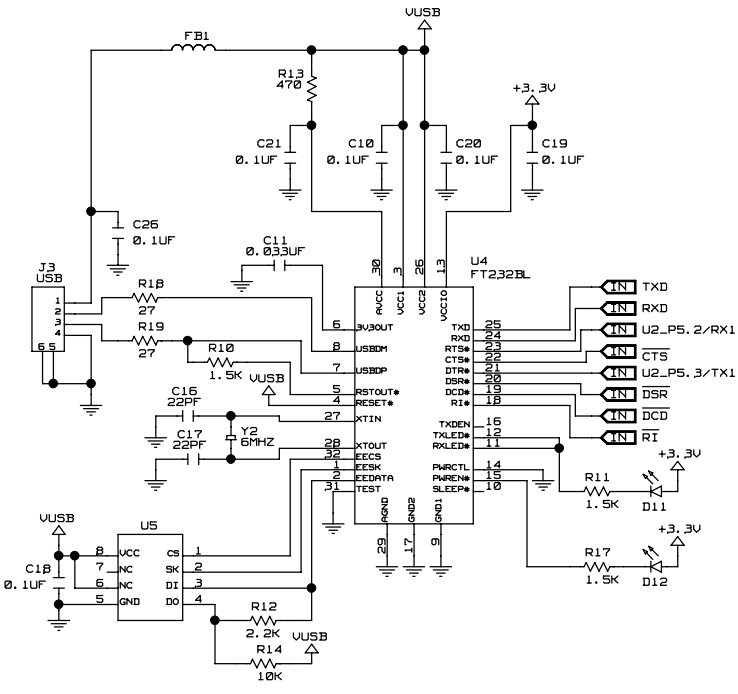 VUSB
FB1
R13
470
+3.3V
C21
0.1UF
C10
0.1UF
C20
0.1UF
C19
0.1UF
C26
0.1UF
C11
0.033UF
U4
FT232BL
30
3
26
13
AVCC
VCC1
VCC2
VCCIO
J3
USB
1
2
3
4
6 5
R18
27
R19
27
R10
1.5K
VUSB
6 3V3OUT
8 USBDM
7 USBDP
5 RSTOUT#
4 RESET#
27 XTIN
28 XTOUT
32 EECS
1 EESK
2 EEDATA
31 TEST
TXD 25
RXD 24
RTS# 23
CTS# 22
DTR# 21
DSR# 20
DCD# 19
RI# 18
TXDEN 16
TXLED# 12
RXLED# 11
PWRCTL 14
PWREN# 15
SLEEP# 10
IN TXD
IN RXD
IN U2_P5.2/RX1
IN CTS
IN U2_P5.3/TX1
IN DSR
IN DCD
IN RI
C16
22PF
C17
22PF
Y2
6MHZ
AGND
GND2
GND1
29
17
9
R11
1.5K
D11
+3.3V
R17
1.5K
D12
+3.3V
VUSB
C18
0.1UF
U5
8 VCC CS 1
7 NC SK 2
6 NC DI 3
5 GND DO 4
R12
2.2K
R14
10K
VUSB